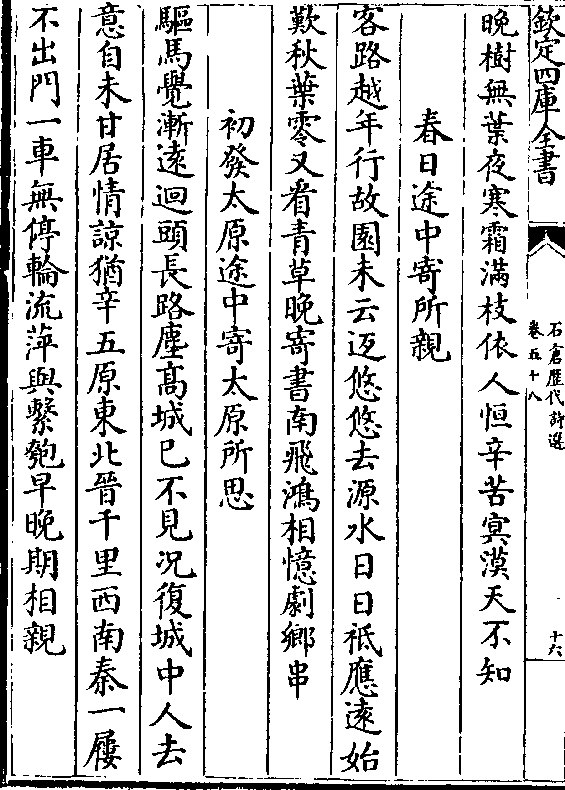 欽定四庫全書
石倉歷代詩選
卷五十八
十六
晚樹無葉夜寒霜滿枝依人恒辛苦㝠漠天不知
春日途中寄所親
客路越年行故園未云返悠悠去源水日日祗應遠始
歎秋葉零又看青草晚寄書南飛鴻相憶劇鄉串
初發太原途中寄太原所思
驅馬覺漸遠迴頭長路塵髙城已不見况復城中人去
意自未甘居情諒猶辛五原東北晉千里西南秦一屨
不出門一車無停輪流萍與繫匏早晚期相親